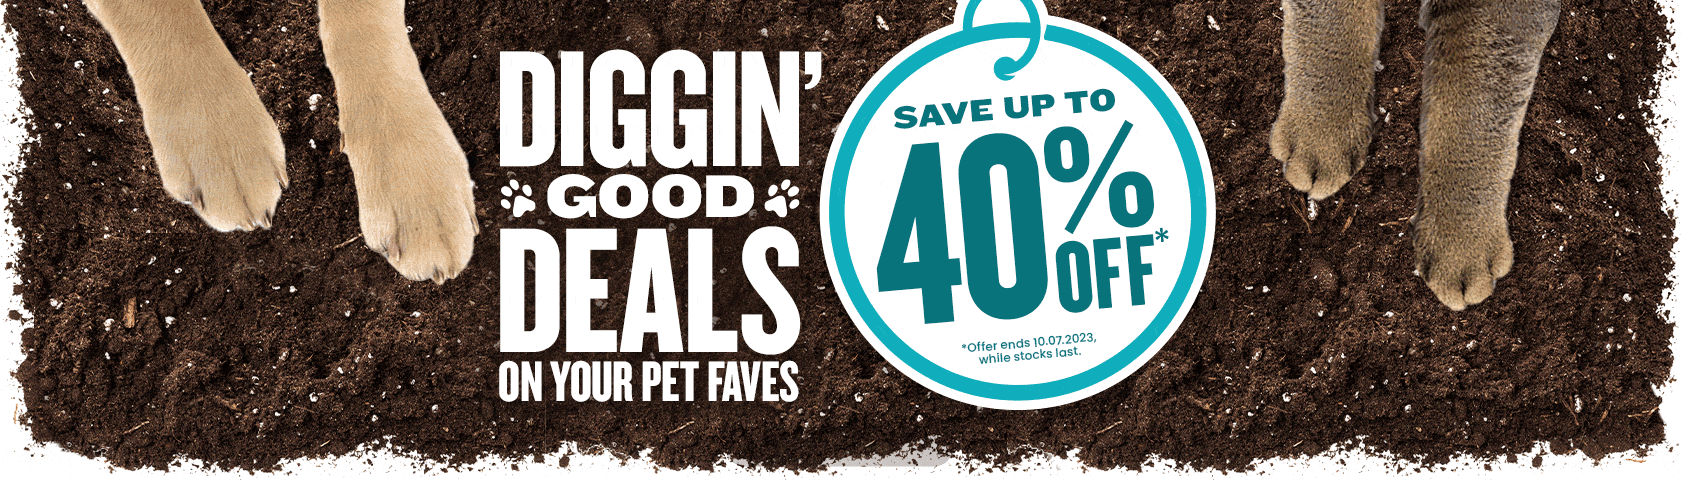 DIGGIN'
GOOD
DEALS
ON YOUR PET FAVES
SAVE UP TO
40%
OFF*
*Offer ends 10.07.2023,
while stocks last.